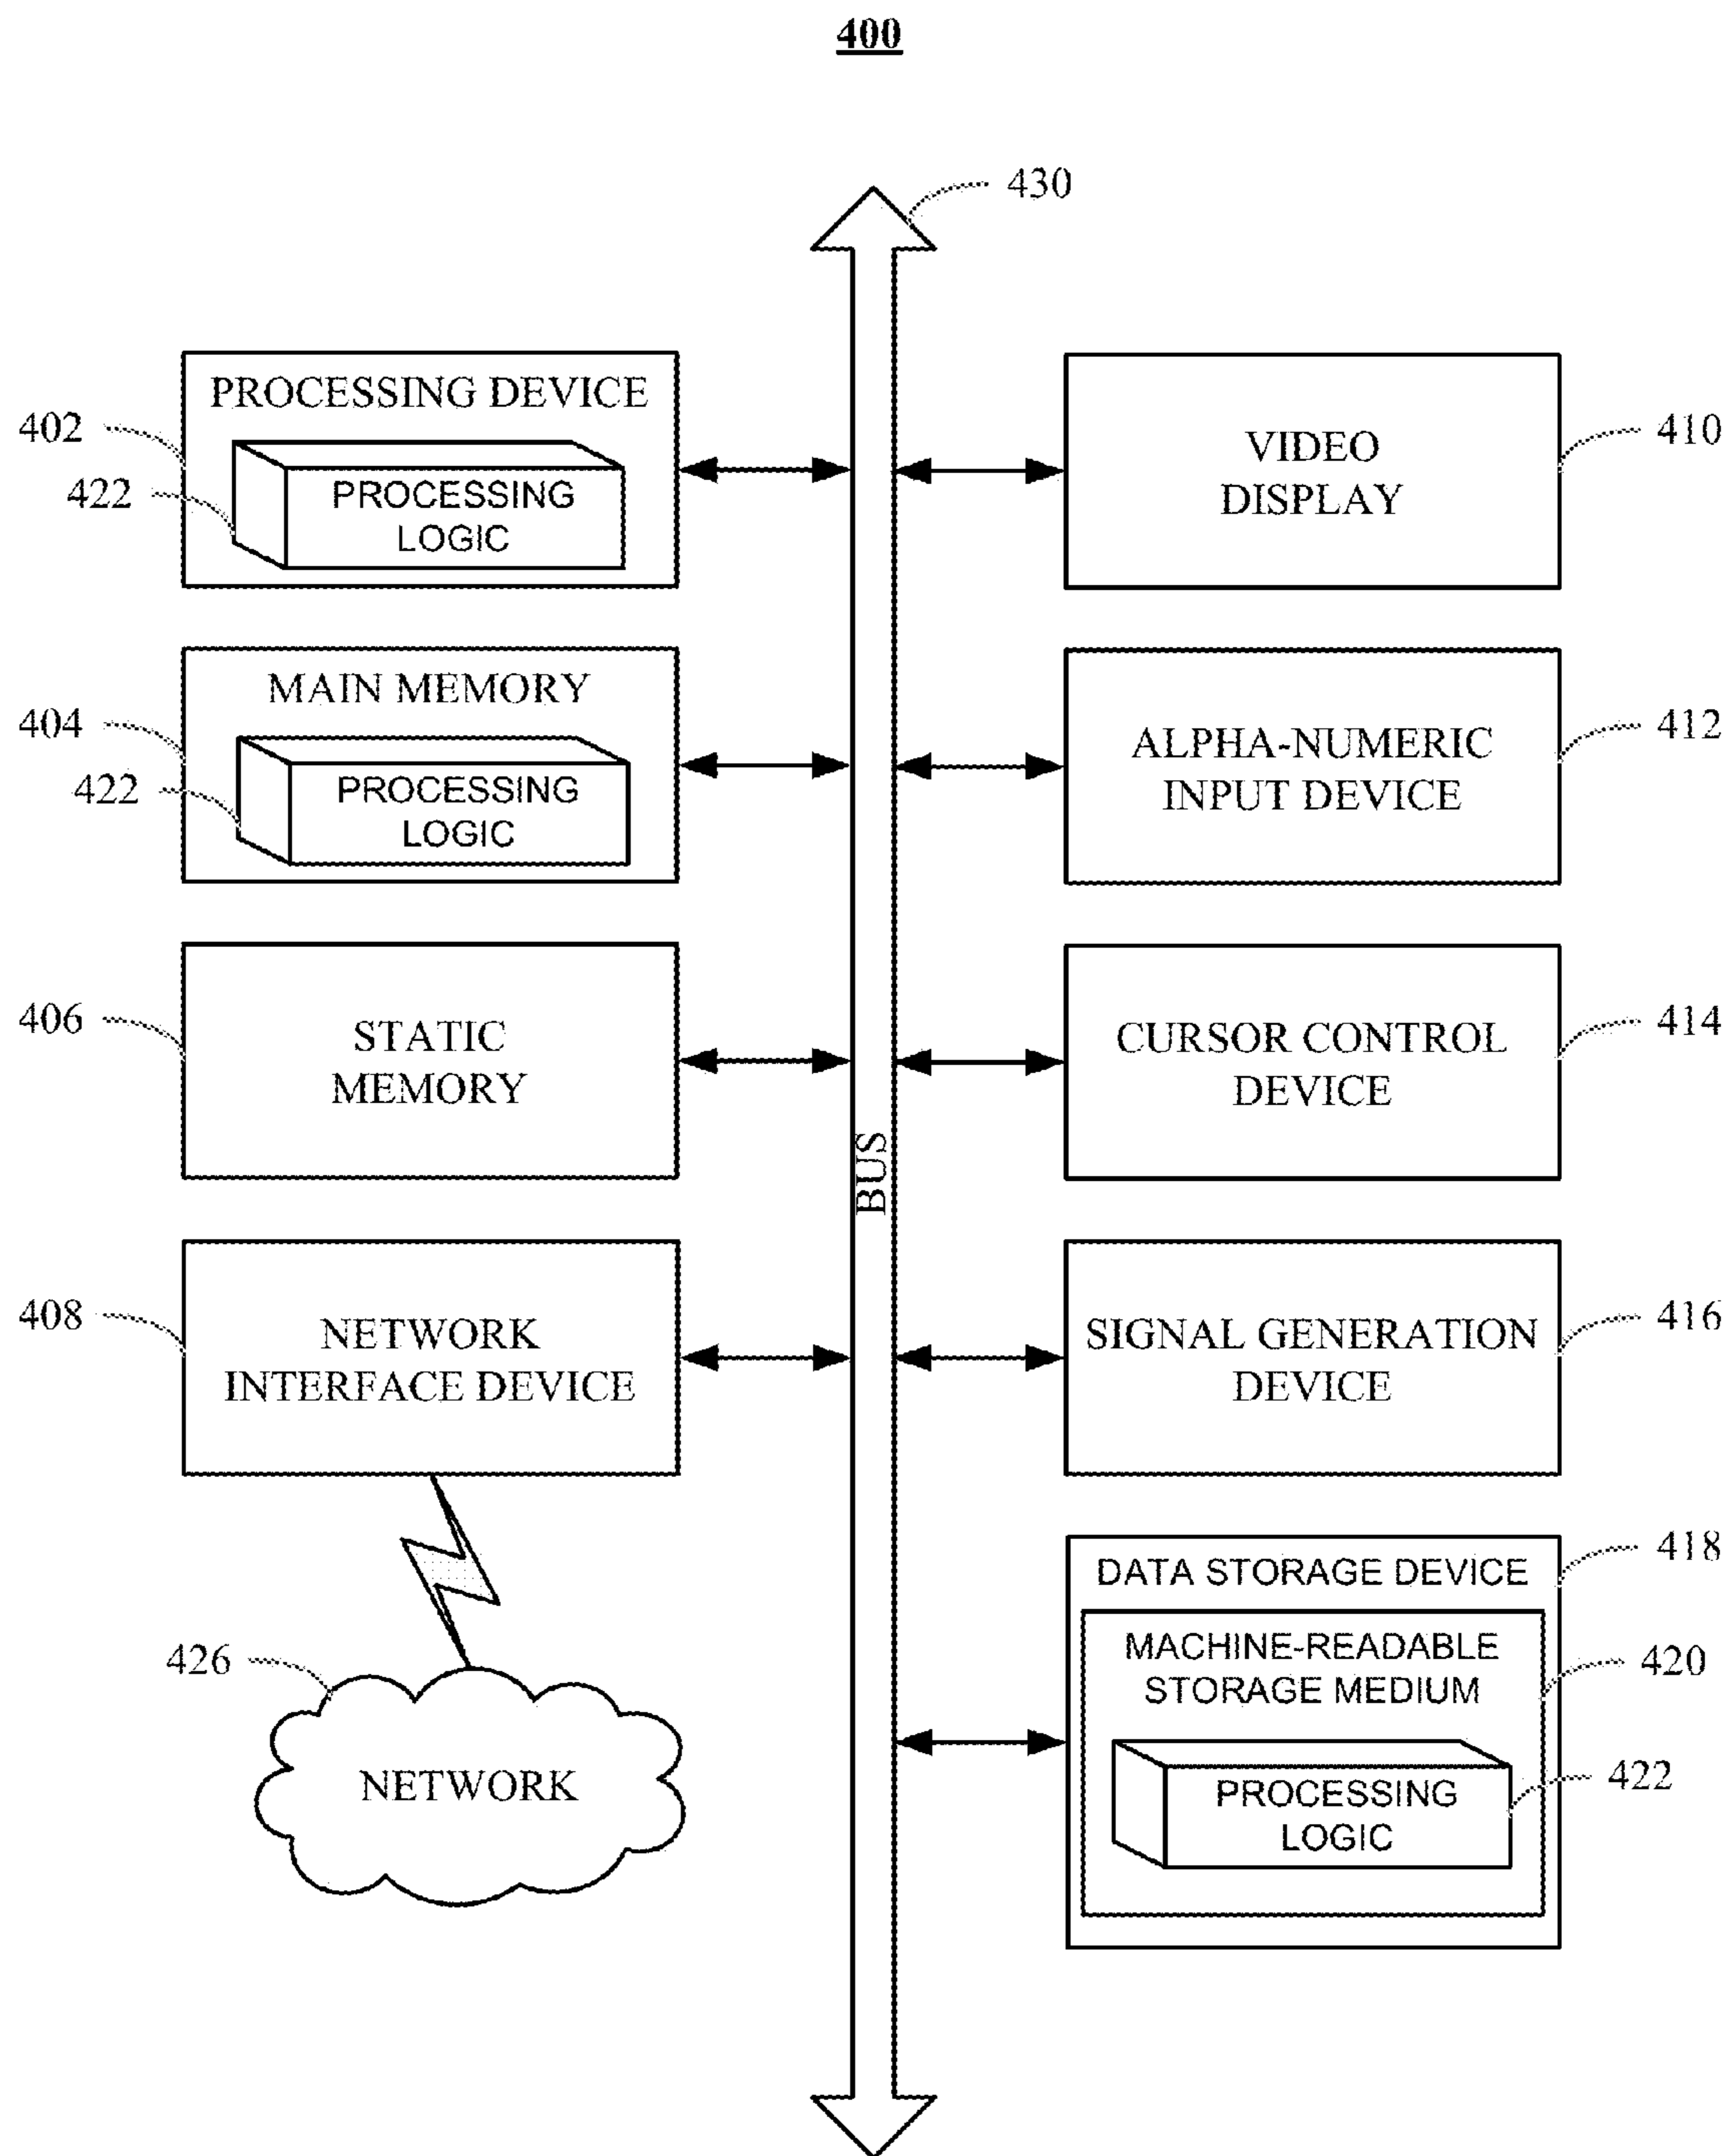 400
430
PROCESSING DEVICE
402
422
PROCESSING
LOGIC
VIDEO
DISPLAY
410
MAIN MEMORY
404
422
PROCESSING
LOGIC
ALPHA-NUMERIC
INPUT DEVICE
412
406
STATIC
MEMORY
CURSOR CONTROL
DEVICE
414
BUS
408
NETWORK
INTERFACE DEVICE
SIGNAL GENERATION
DEVICE
416
426
NETWORK
DATA STORAGE DEVICE
418
MACHINE-READABLE
STORAGE MEDIUM
420
PROCESSING
LOGIC
422